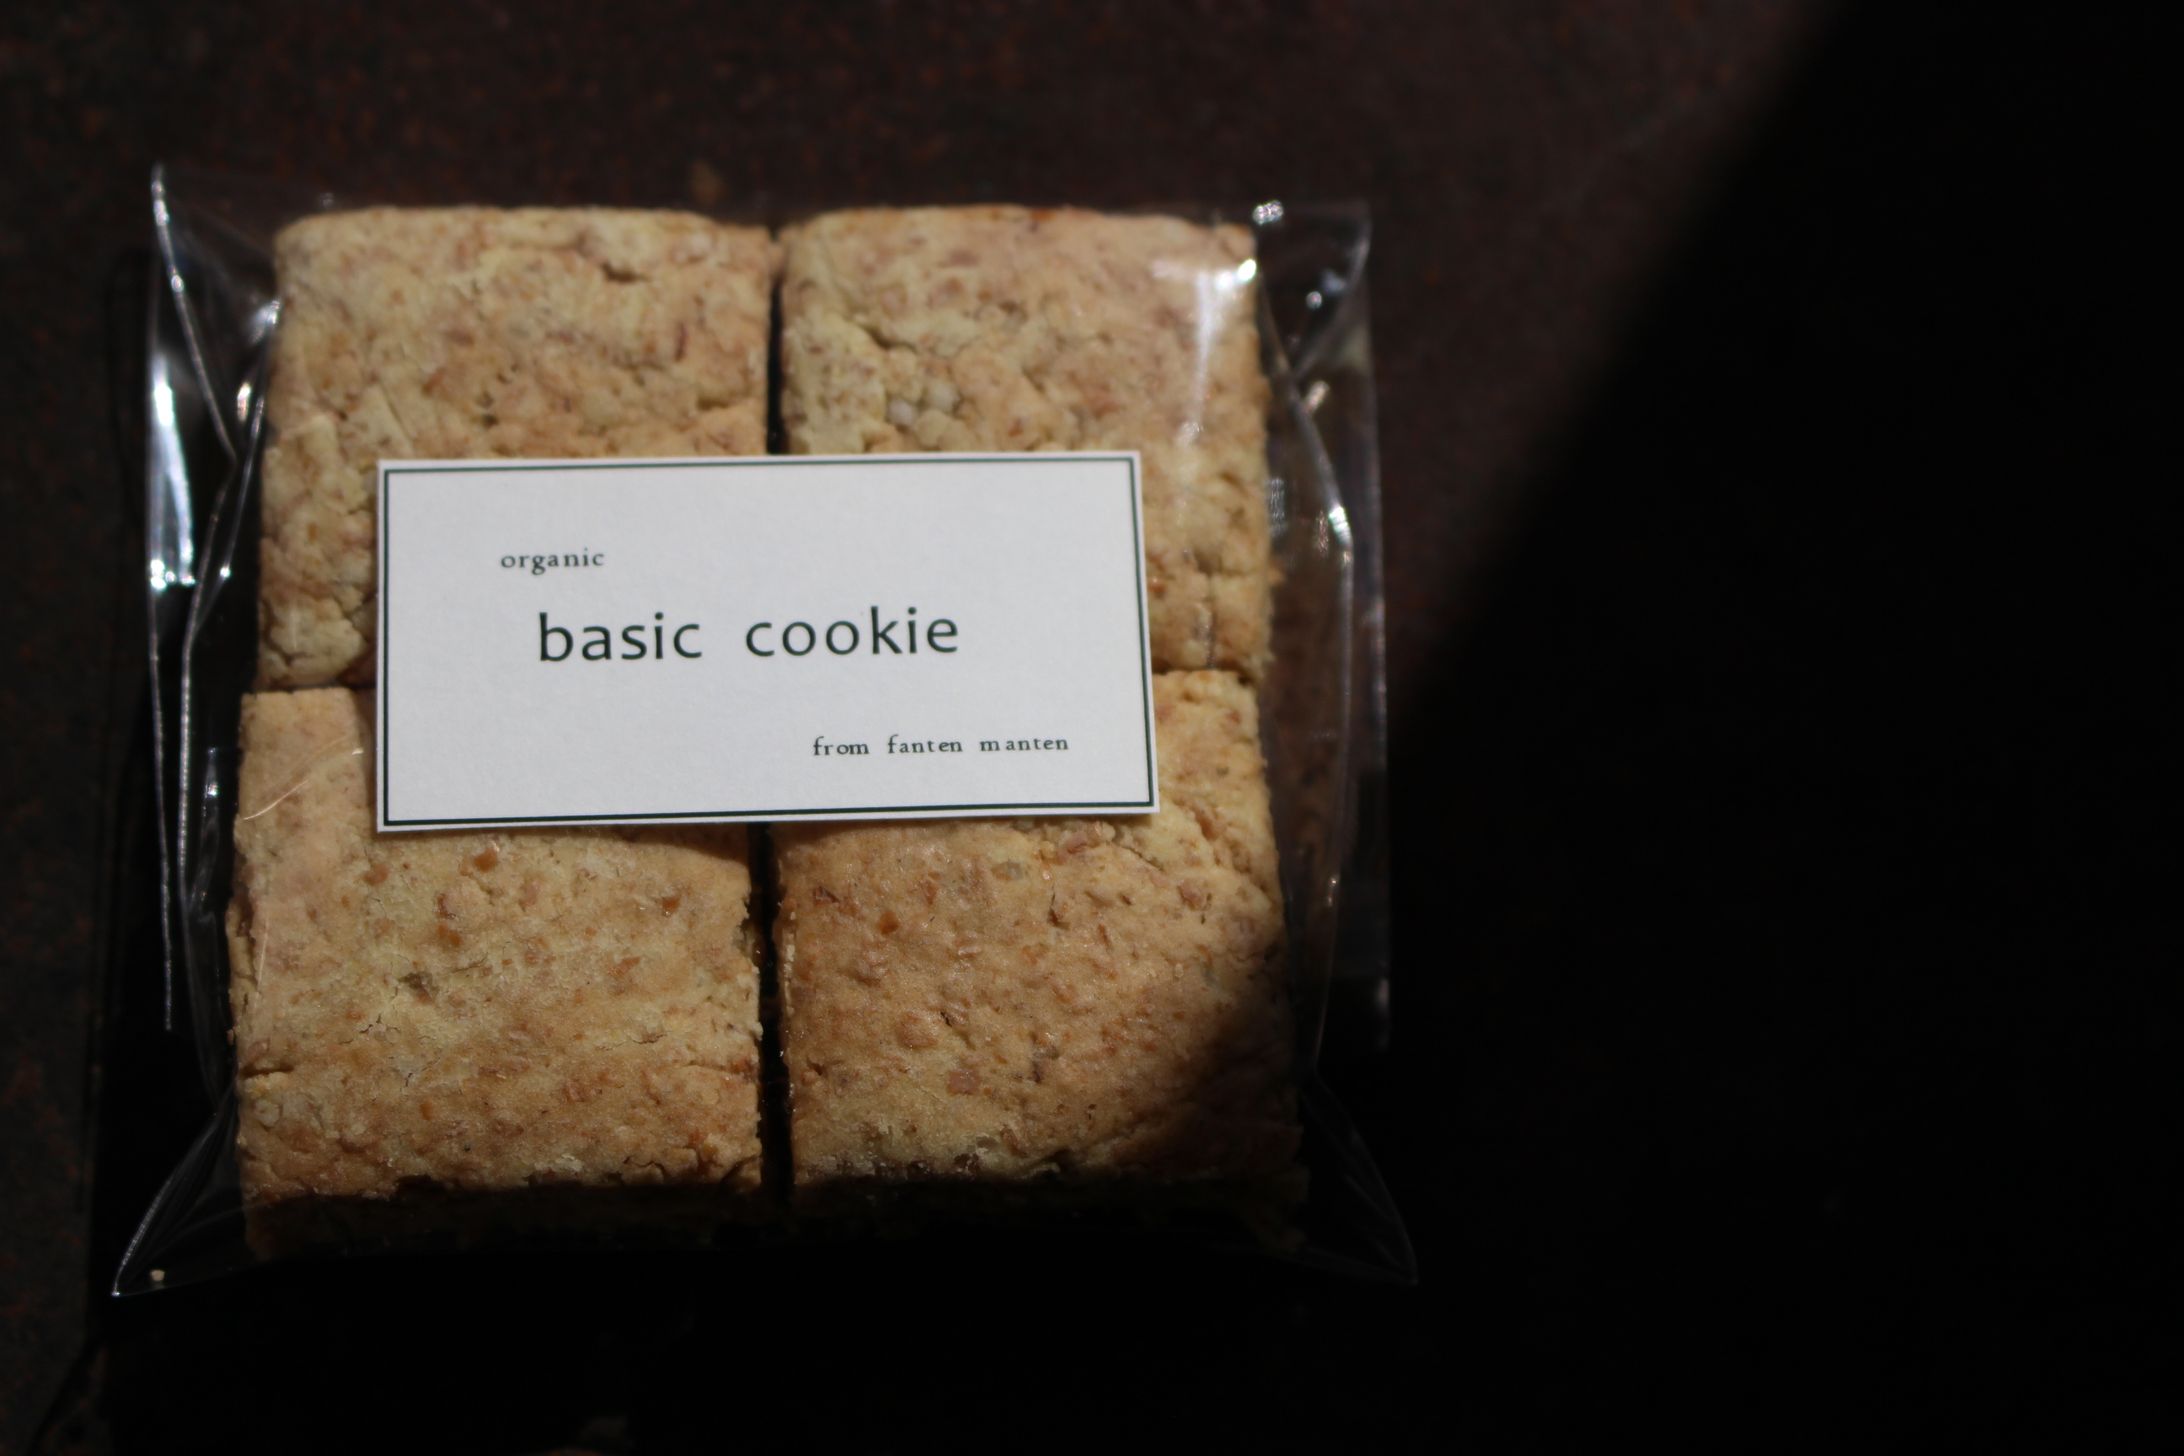 organic
basic cookie
from fanten manten